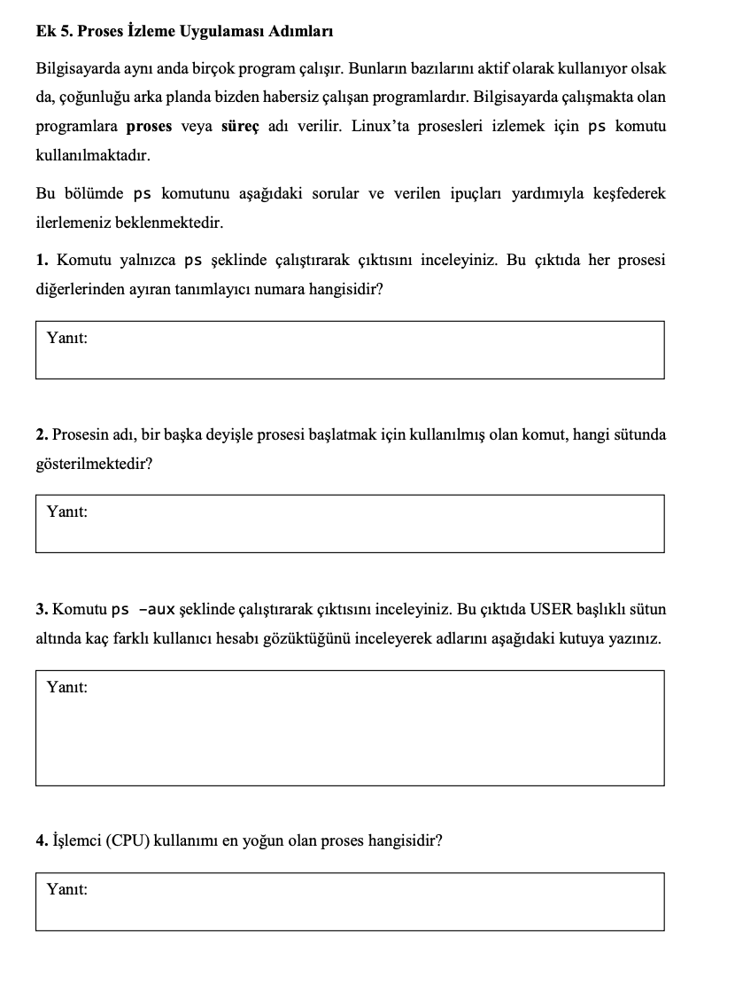 Ek 5. Proses İzleme Uygulaması Adımları
Bilgisayarda aynı anda birçok program çalışır. Bunların bazılarını aktif olarak kullanıyor olsak
da, çoğunluğu arka planda bizden habersiz çalışan programlardır. Bilgisayarda çalışmakta olan
programlara proses veya süreç adı verilir. Linux’ta prosesleri izlemek için ps komutu
kullanılmaktadır.
Bu bölümde ps komutunu aşağıdaki sorular ve verilen ipuçları yardımıyla keşfederek
ilerlemeniz beklenmektedir.
1. Komutu yalnızca ps şeklinde çalıştırarak çıktısını inceleyiniz. Bu çıktıda her prosesi
diğerlerinden ayıran tanımlayıcı numara hangisidir?
Yanıt:
2. Prosesin adı, bir başka deyişle prosesi başlatmak için kullanılmış olan komut, hangi sütunda
gösterilmektedir?
Yanıt:
3. Komutu ps –aux şeklinde çalıştırarak çıktısını inceleyiniz. Bu çıktıda USER başlıklı sütun
altında kaç farklı kullanıcı hesabı gözüktüğünü inceleyerek adlarını aşağıdaki kutuya yazınız.
Yanıt:
4. İşlemci (CPU) kullanımı en yoğun olan proses hangisidir?
Yanıt: